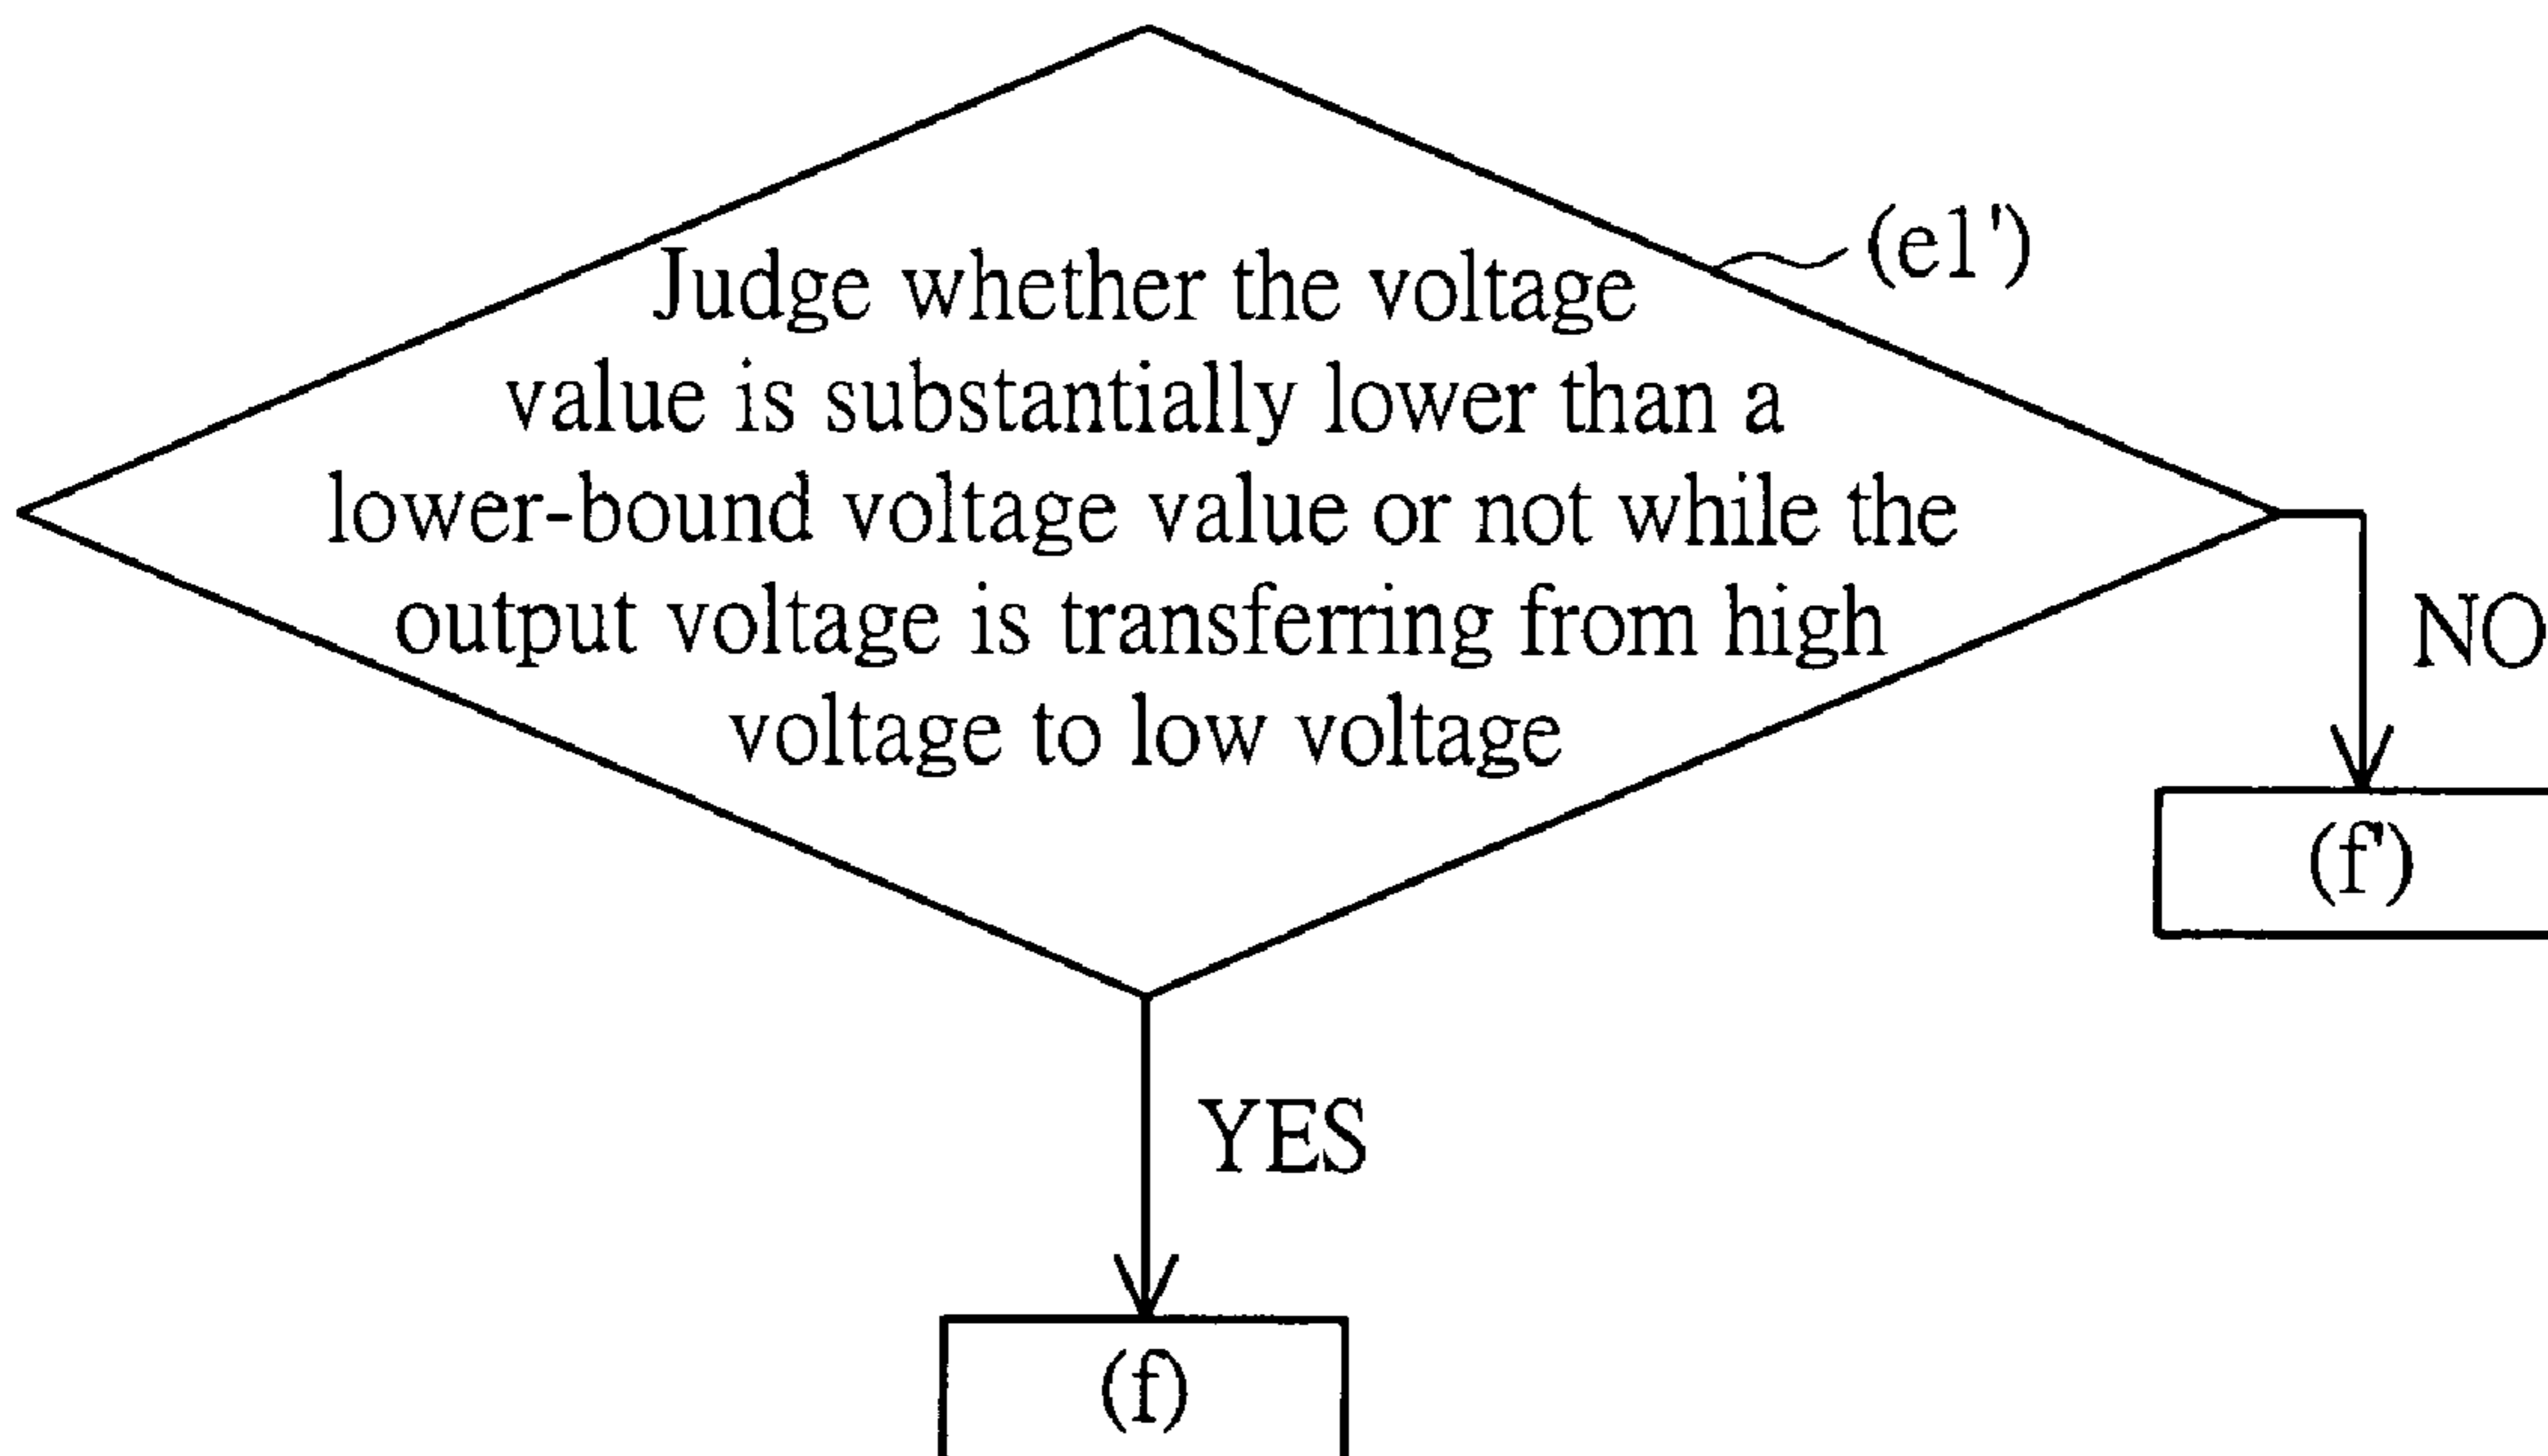 (e1')
Judge whether the voltage
value is substantially lower than a
lower-bound voltage value or not while the
output voltage is transferring from high
voltage to low voltage
NO
(f')
YES
(f)